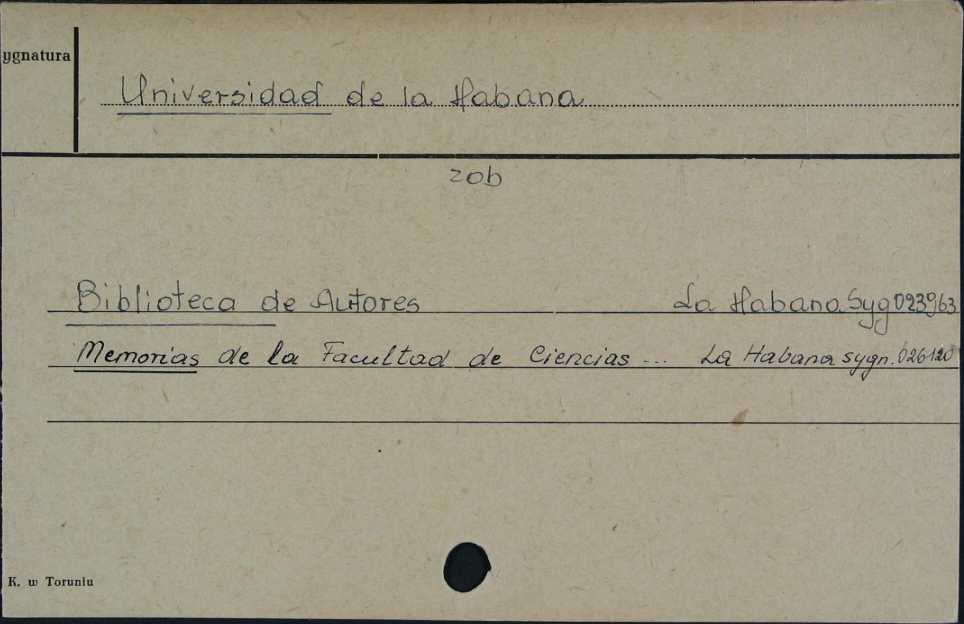 ygnatura
Universidad de la Habana
zob
Biblioteca de Autores La Habana Syg 023963
Memorias de la Facultad de Ciencias ... La Habana sygn. 026120
K. w Toruniu